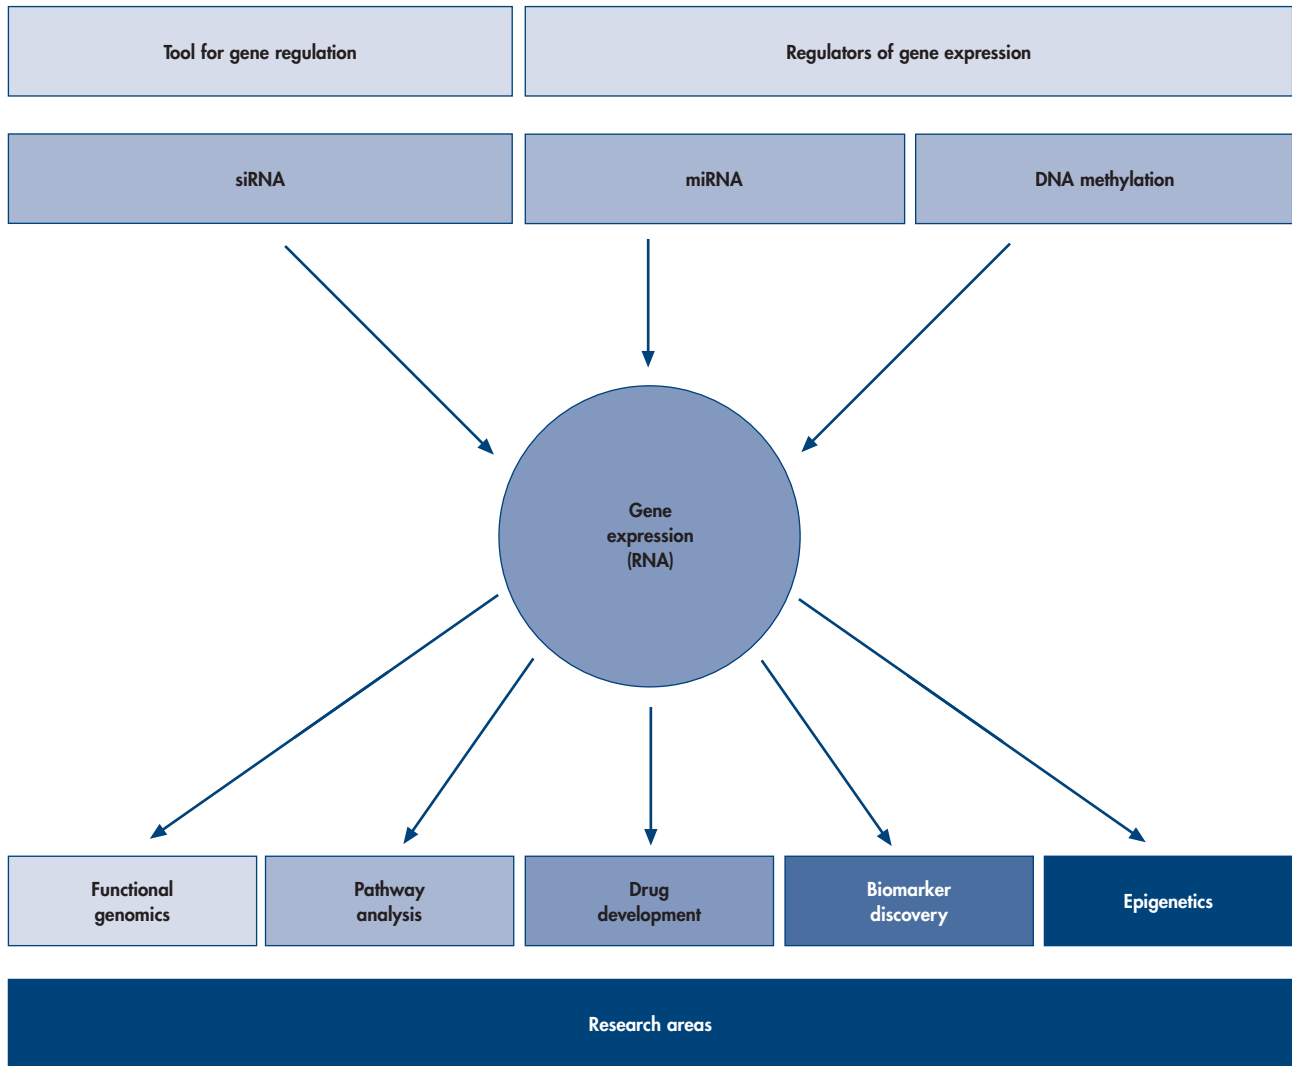 Tool for gene regulation
Regulators of gene expression
siRNA
miRNA
DNA methylation
Gene
expression
(RNA)
Functional
genomics
Pathway
analysis
Drug
development
Biomarker
discovery
Epigenetics
Research areas